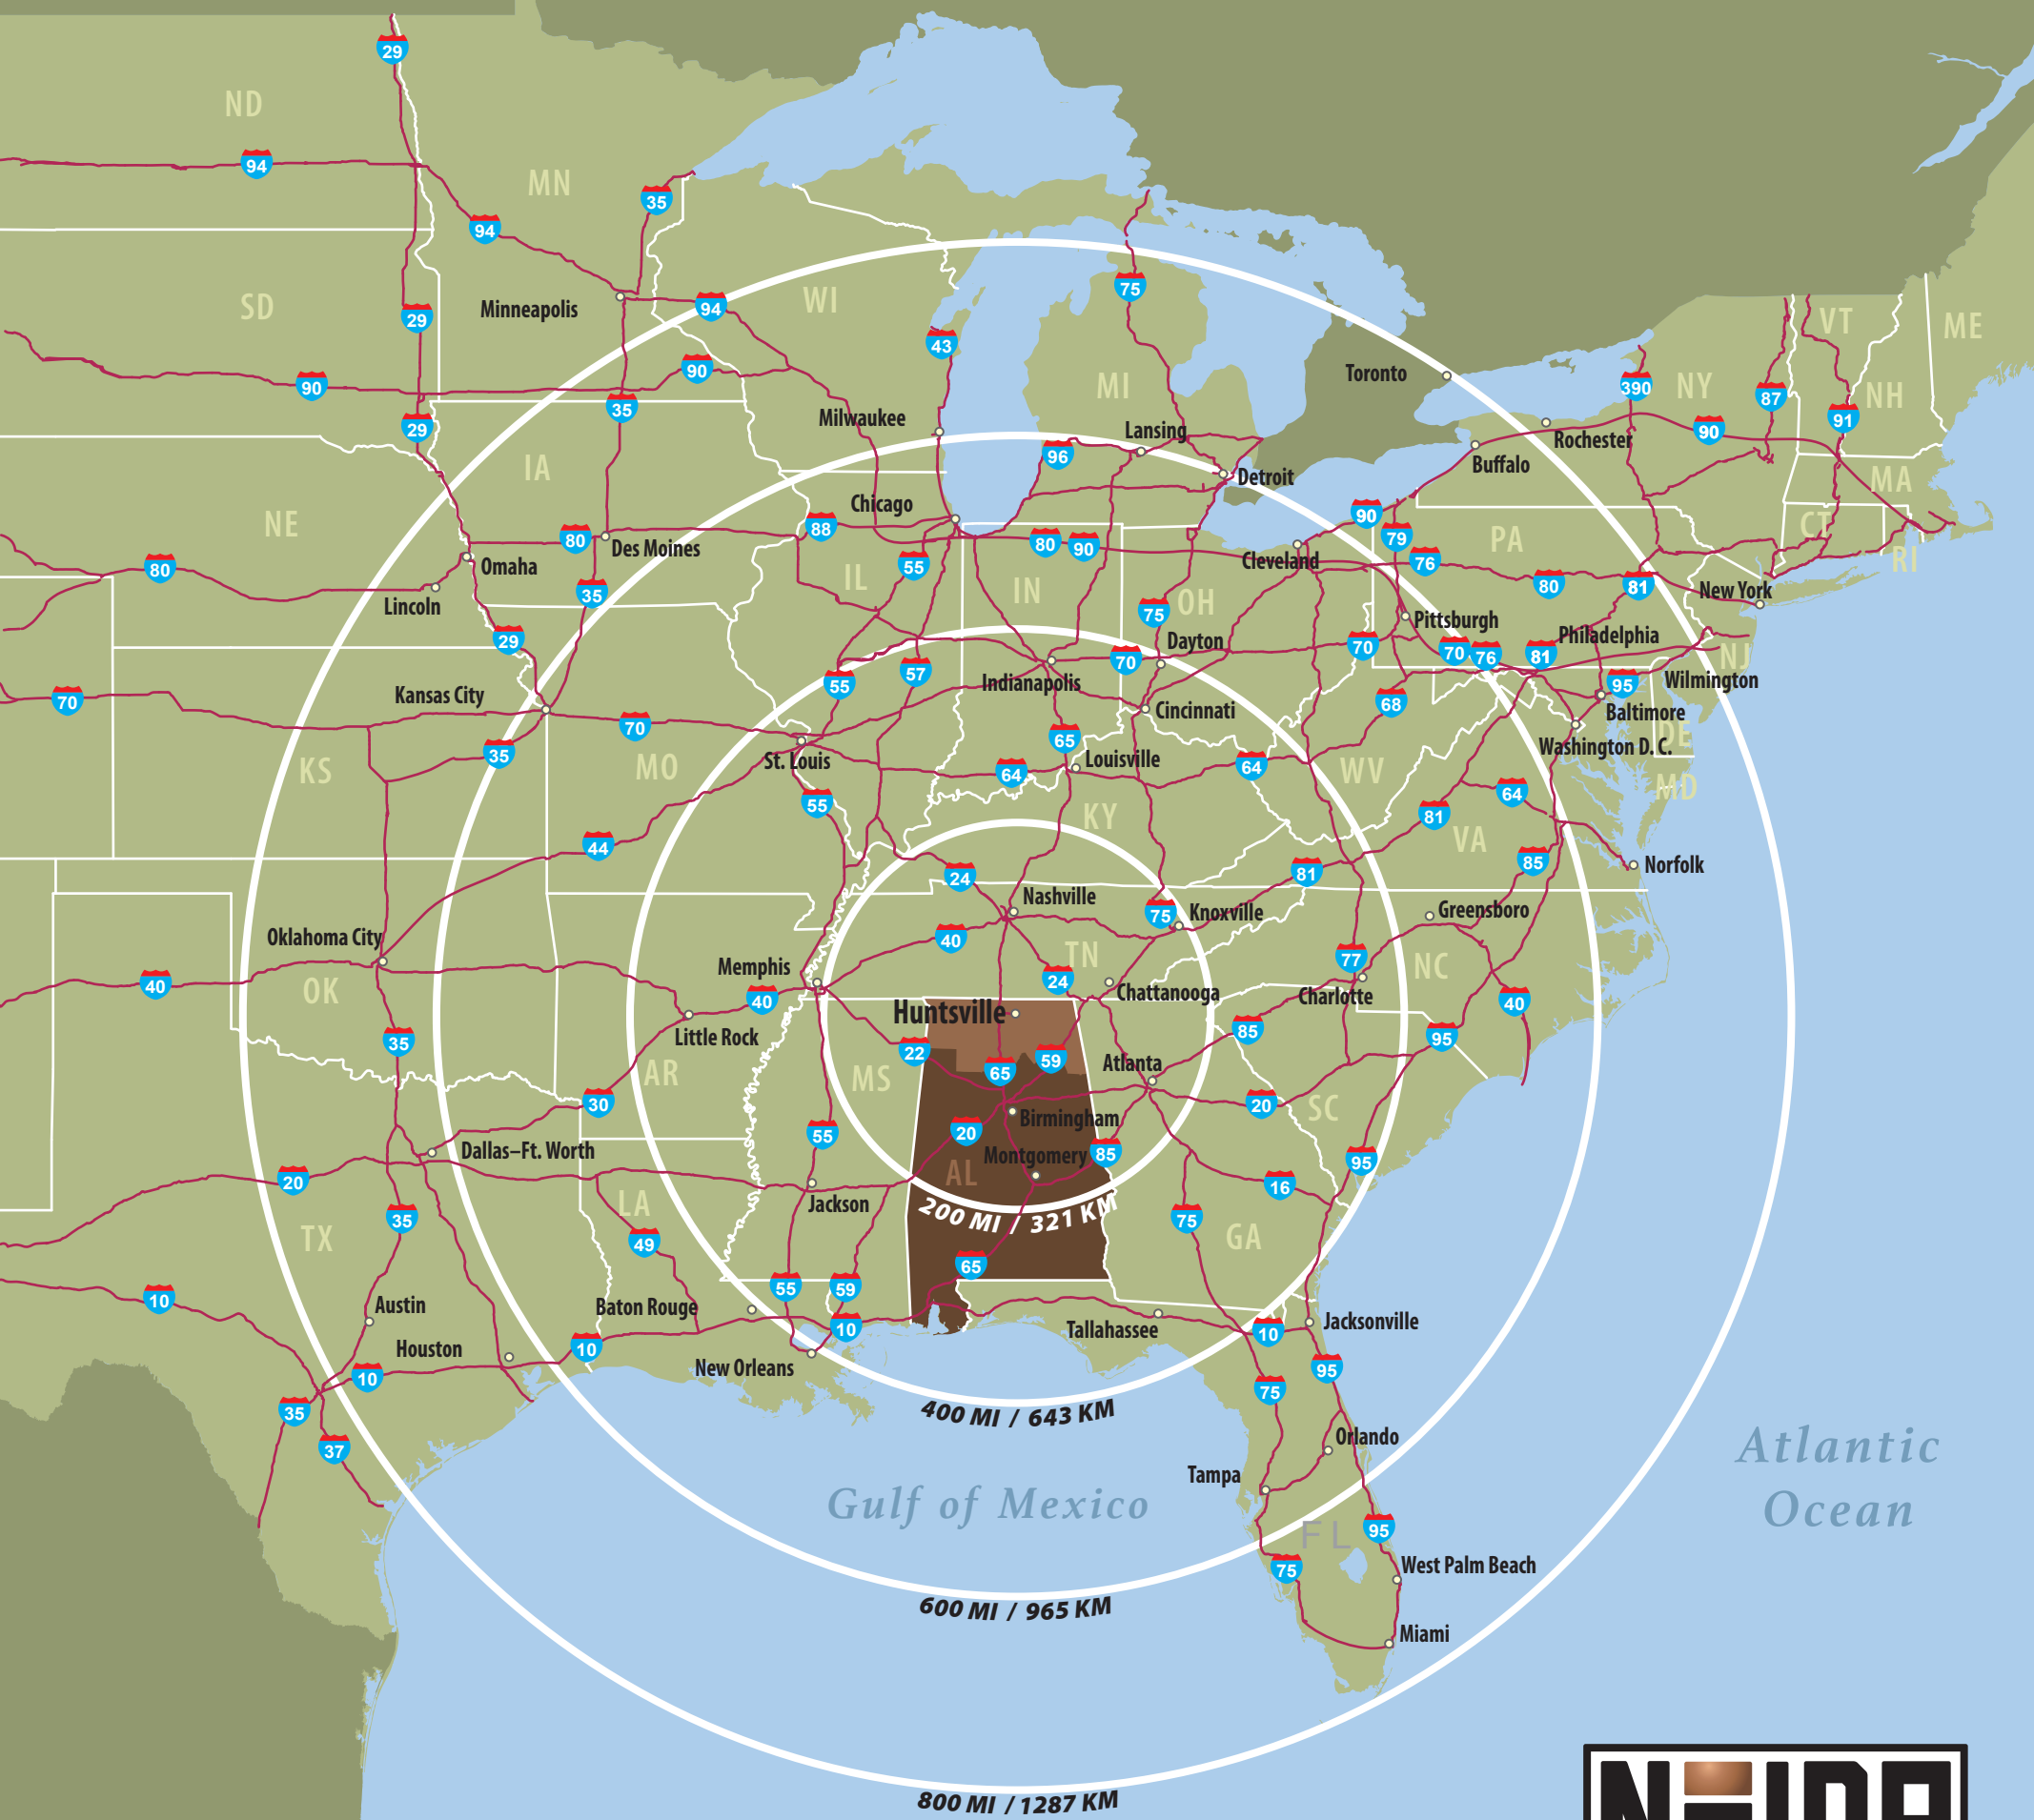 29
ND
94
MN
35
94
SD
Minneapolis
94
WI
75
29
43
VT
ME
90
90
MI
Toronto
390
NY
87
NH
35
29
Milwaukee
Lansing
90
91
96
Rochester
IA
Detroit
Buffalo
MA
NE
Chicago
88
90
CT
80
Des Moines
80
90
79
PA
80
Omaha
55
Cleveland
76
RI
Lincoln
35
IL
IN
OH
80
81
New York
75
29
Dayton
Pittsburgh
70
Philadelphia
70
76
81
NJ
57
70
Indianapolis
55
95
Wilmington
Kansas City
70
68
Cincinnati
Baltimore
70
65
DE
35
St. Louis
Louisville
Washington D. C.
KS
MO
64
64
WV
MD
55
64
KY
81
VA
44
85
24
81
Norfolk
Nashville
75
Knoxville
Greensboro
Oklahoma City
40
TN
77
NC
Memphis
24
40
OK
40
Chattanooga
Charlotte
40
Huntsville
35
Little Rock
85
95
22
59
65
Atlanta
AR
MS
30
20
SC
Birmingham
55
20
Dallas–Ft. Worth
Montgomery
85
95
20
AL
16
LA
Jackson
35
200 MI / 321 KM
75
TX
49
GA
65
10
55
59
Austin
Baton Rouge
10
Tallahassee
10
Jacksonville
Houston
10
New Orleans
95
10
75
35
400 MI / 643 KM
37
Orlando
Atlantic
Ocean
Tampa
Gulf of Mexico
FL
95
75
West Palm Beach
600 MI / 965 KM
Miami
800 MI / 1287 KM